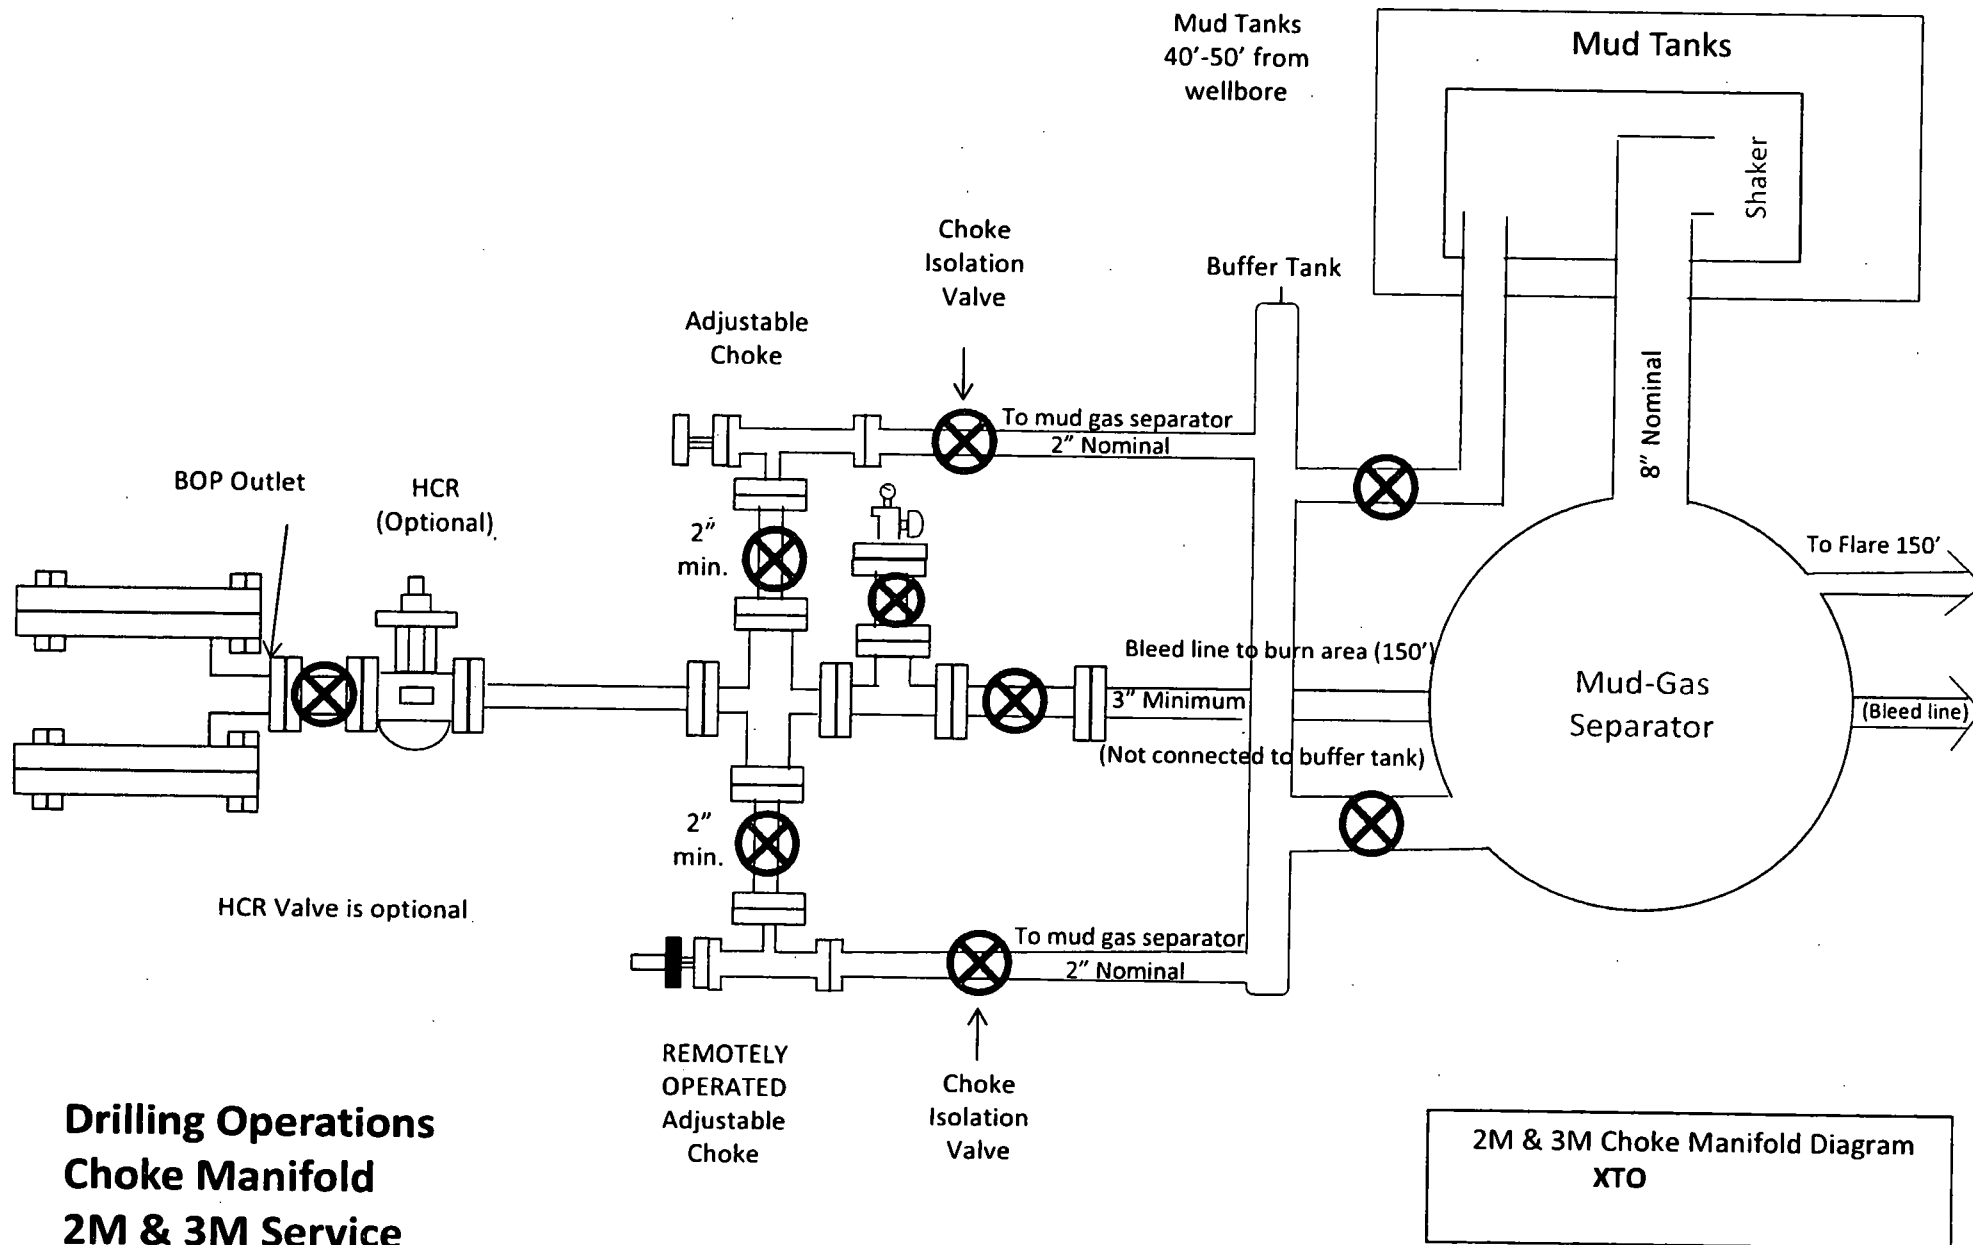 Mud Tanks
40'-50' from
wellbore
Mud Tanks
Shaker
Choke
Isolation
Valve
Buffer Tank
Adjustable
Choke
8" Nominal
To mud gas separator
2" Nominal
BOP Outlet
HCR
(Optional)
2"
min.
To Flare 150'
Bleed line to burn area (150')
3" Minimum
(Not connected to buffer tank)
Mud-Gas
Separator
(Bleed line)
2"
min.
HCR Valve is optional
To mud gas separator
2" Nominal
REMOTELY
OPERATED
Adjustable
Choke
Choke
Isolation
Valve
Drilling Operations
Choke Manifold
2M & 3M Service
2M & 3M Choke Manifold Diagram
XTO